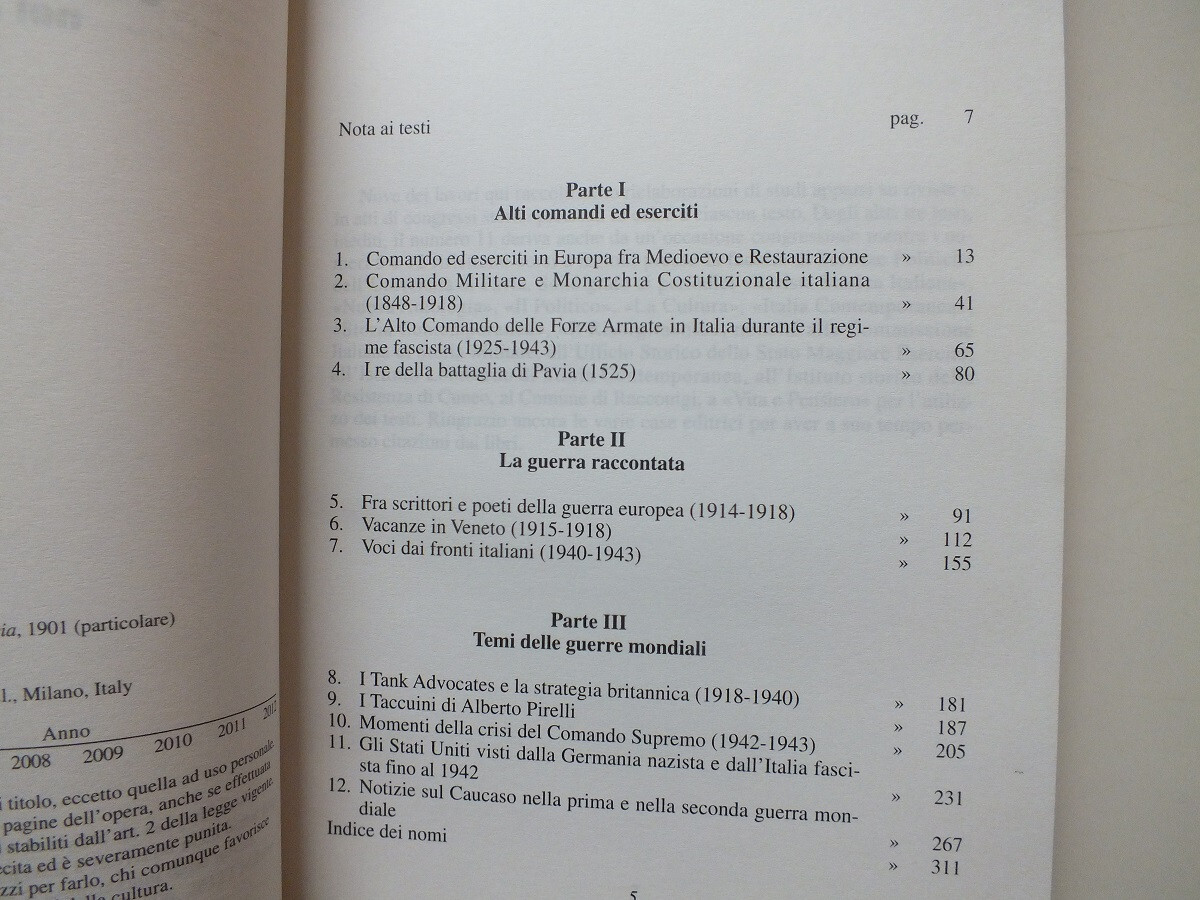 ia, 1901 (particolare)
l., Milano, Italy
Anno
2008 2009 2010 2011 2012
i titolo, eccetto quella ad uso personale.
pagine dell'opera, anche se effettuata
i stabiliti dall'art. 2 della legge vigente.
ecita ed è severamente punita.
zzi per farlo, chi comunque favorisce
della cultura.
Nota ai testi pag. 7
Parte I
Alti comandi ed eserciti
1. Comando ed eserciti in Europa fra Medioevo e Restaurazione » 13
2. Comando Militare e Monarchia Costituzionale italiana
(1848-1918) » 41
3. L'Alto Comando delle Forze Armate in Italia durante il regi-
me fascista (1925-1943) » 65
4. I re della battaglia di Pavia (1525) » 80
Parte II
La guerra raccontata
5. Fra scrittori e poeti della guerra europea (1914-1918) » 91
6. Vacanze in Veneto (1915-1918) » 112
7. Voci dai fronti italiani (1940-1943) » 155
Parte III
Temi delle guerre mondiali
8. I Tank Advocates e la strategia britannica (1918-1940) » 181
9. I Taccuini di Alberto Pirelli » 187
10. Momenti della crisi del Comando Supremo (1942-1943) » 205
11. Gli Stati Uniti visti dalla Germania nazista e dall'Italia fasci-
sta fino al 1942 » 231
12. Notizie sul Caucaso nella prima e nella seconda guerra mon-
diale » 267
Indice dei nomi » 311
5